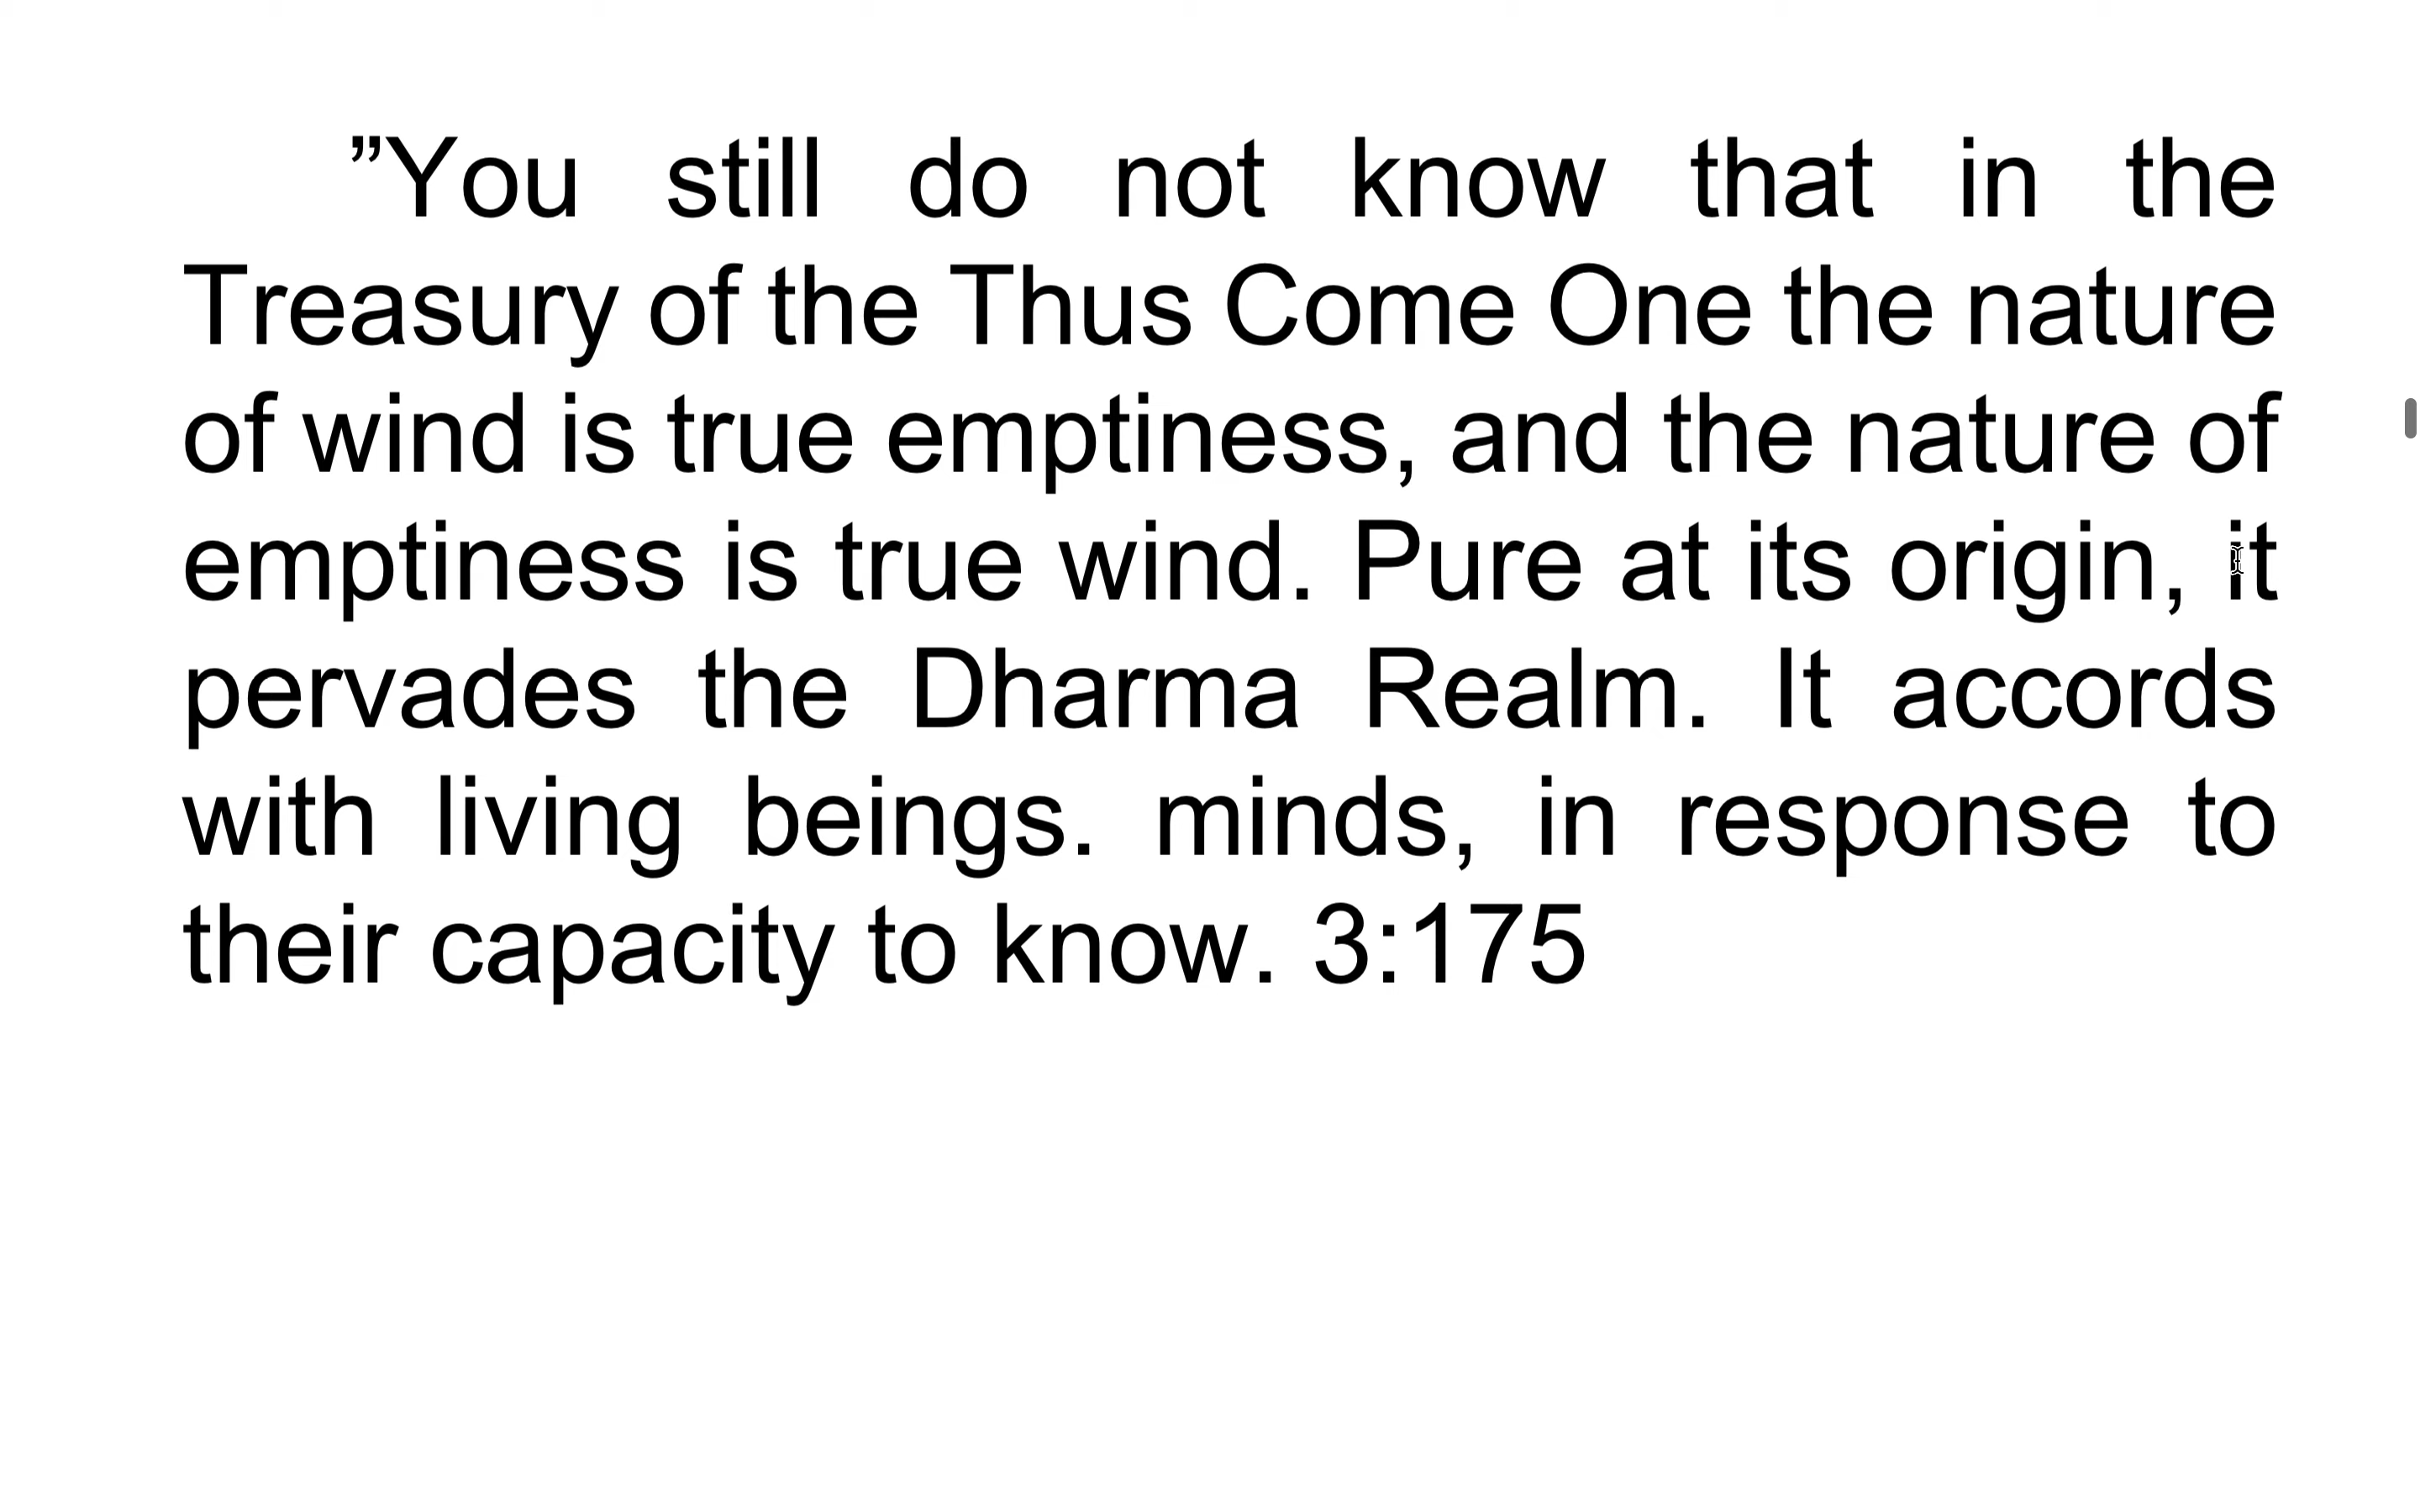 ”You still do not know that in the
Treasury of the Thus Come One the nature
of wind is true emptiness, and the nature of
emptiness is true wind. Pure at its origin, it
pervades the Dharma Realm. It accords
with living beings. minds, in response to
their capacity to know. 3:175